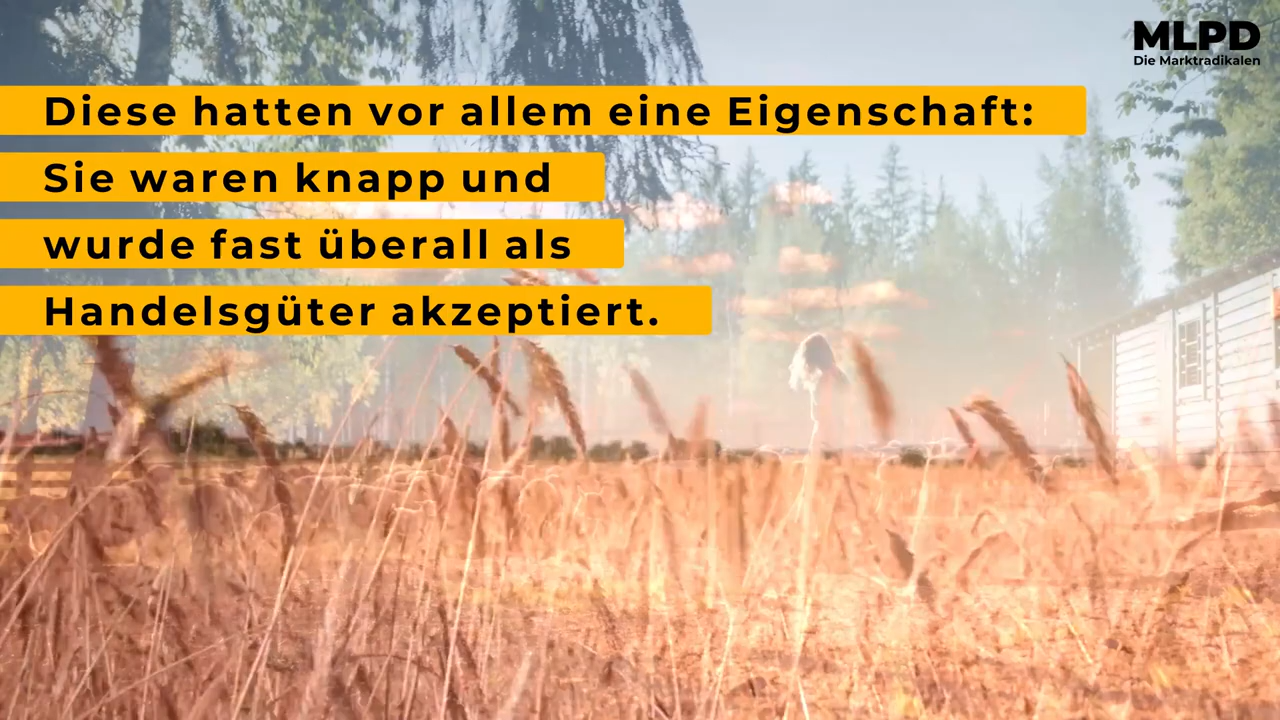 MLPD
Die Marktradikalen
Diese hatten vor allem eine Eigenschaft:
Sie waren knapp und
wurde fast überall als
Handelsgüter akzeptiert.